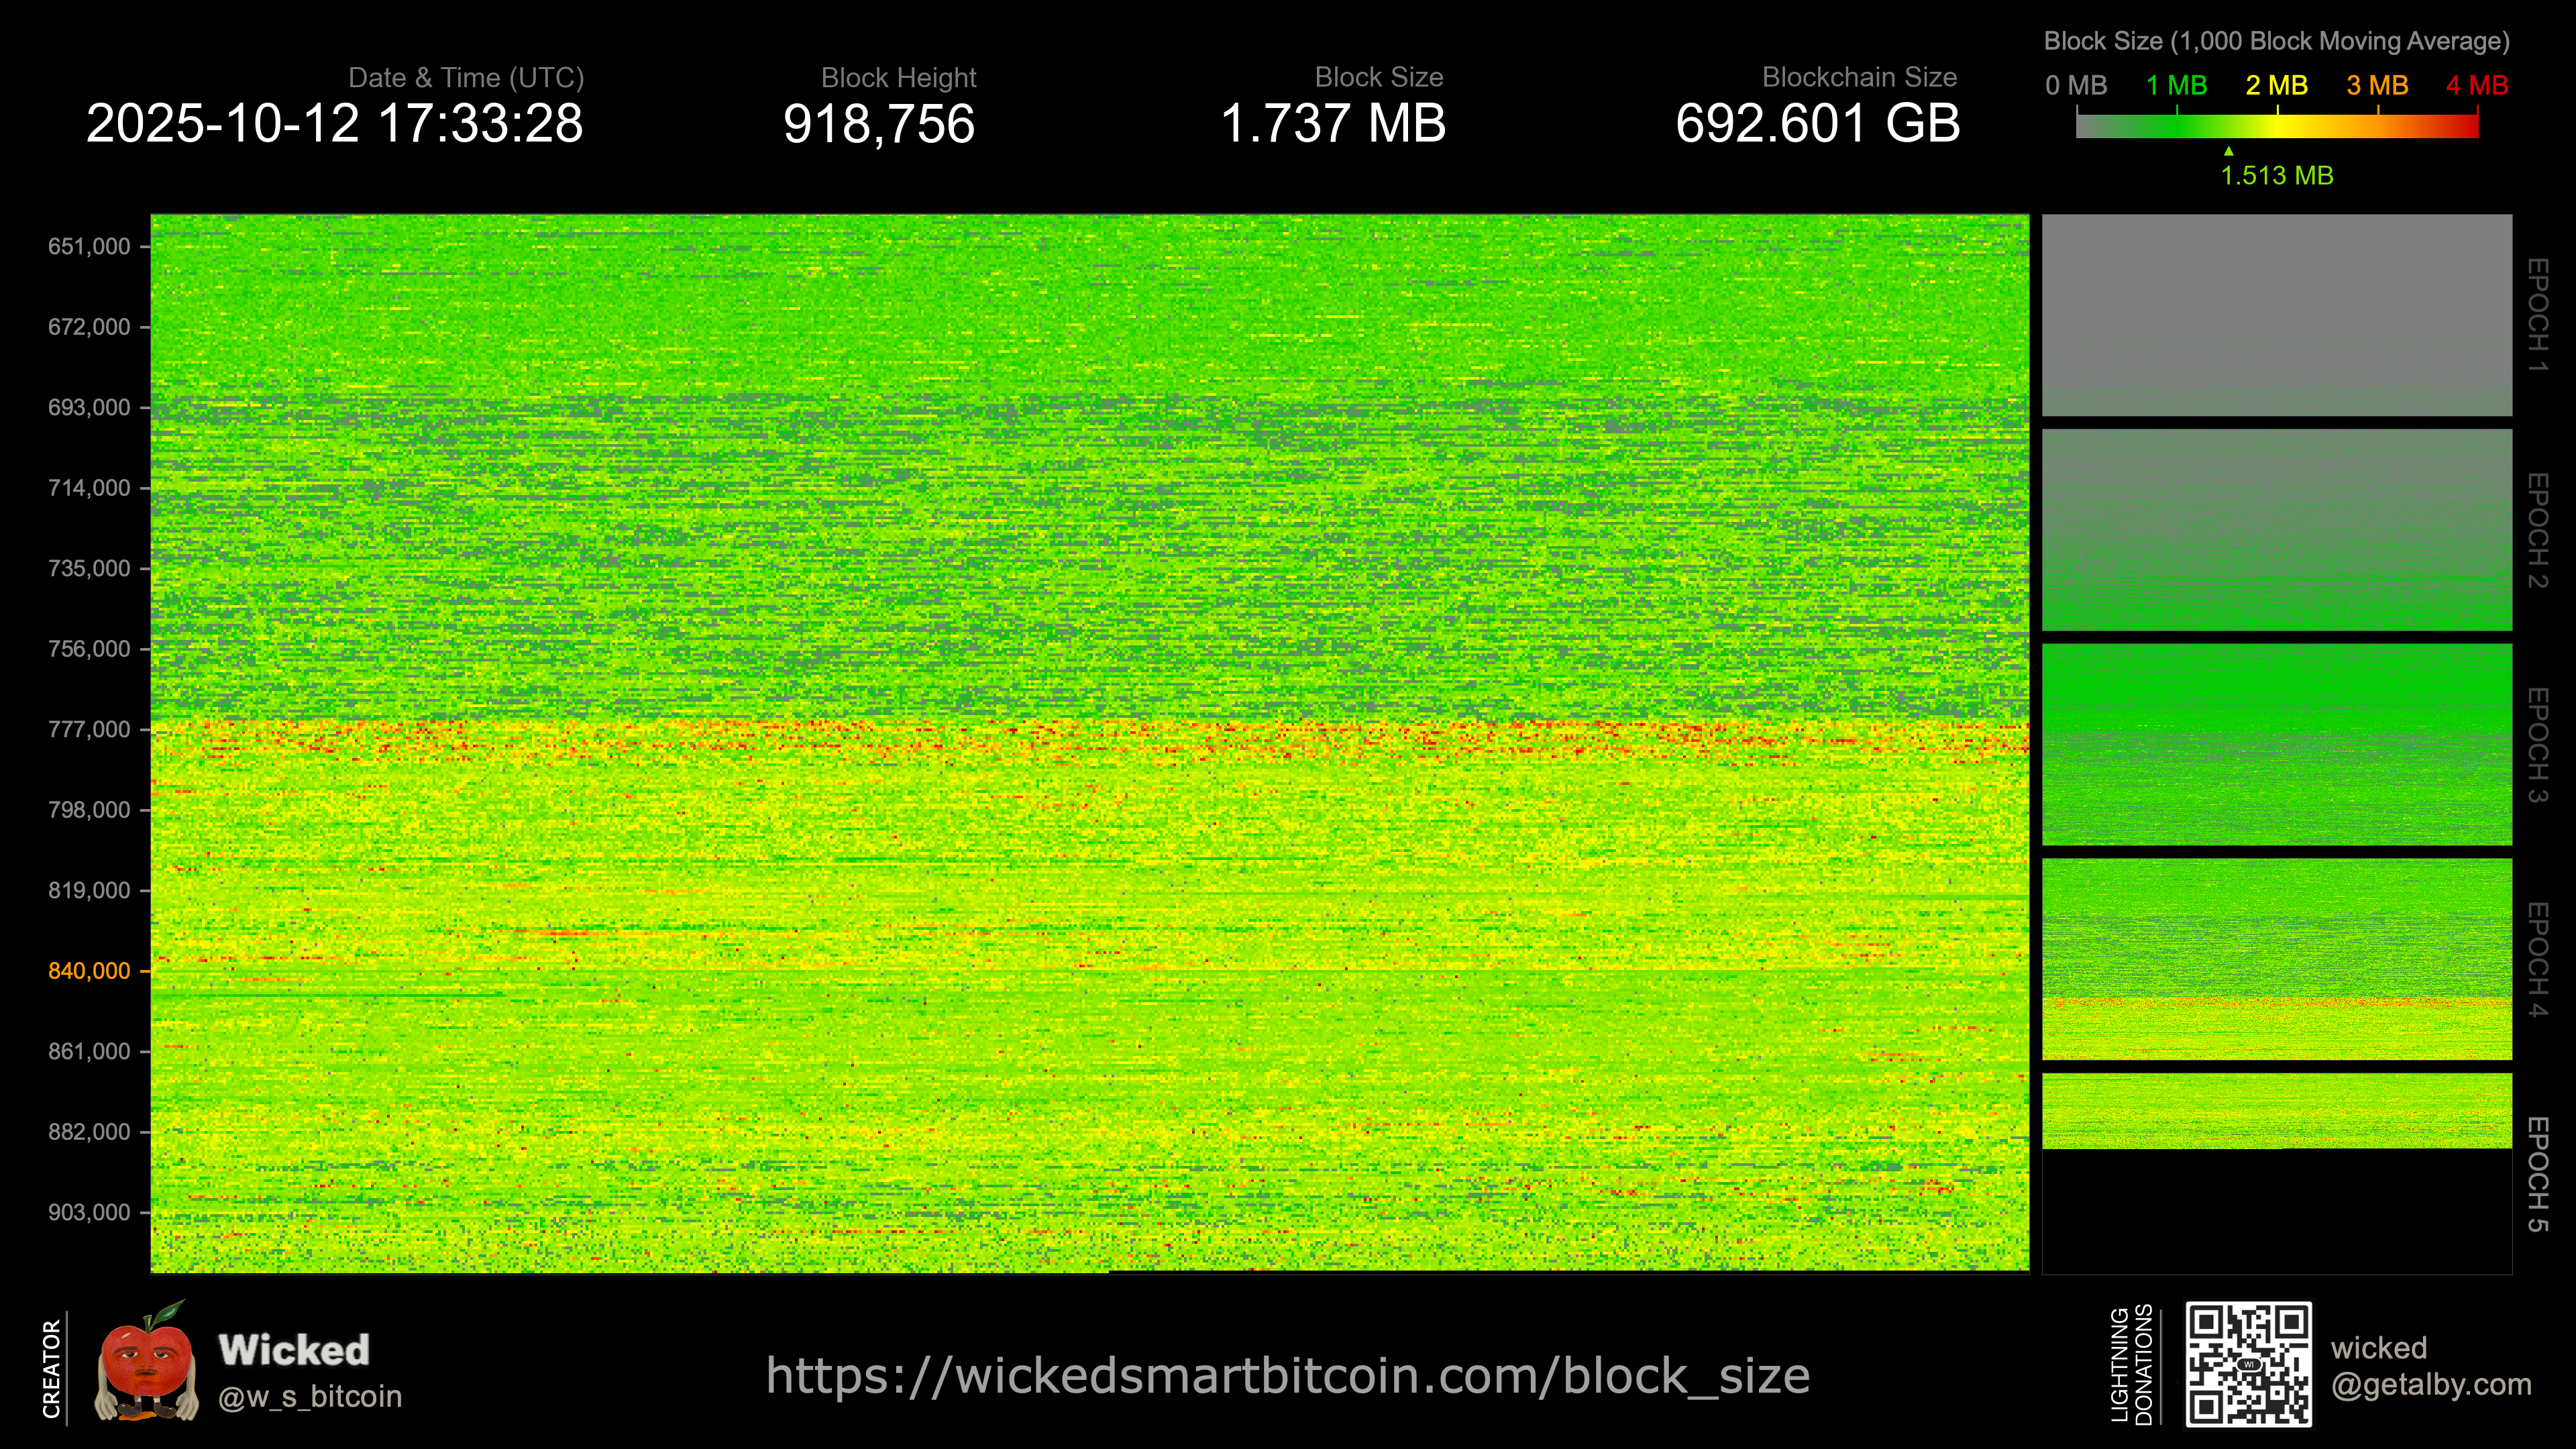 Block Size (1,000 Block Moving Average)
0 MB 1 MB 2 MB 3 MB 4 MB
1.513 MB
Date & Time (UTC)
2025-10-12 17:33:28
Block Height
918,756
Block Size
1.737 MB
Blockchain Size
692.601 GB
651,000
672,000
693,000
714,000
735,000
756,000
777,000
798,000
819,000
840,000
861,000
882,000
903,000
EPOCH 1
EPOCH 2
EPOCH 3
EPOCH 4
EPOCH 5
CREATOR
Wicked
@w_s_bitcoin
https://wickedsmartbitcoin.com/block_size
LIGHTNING
DONATIONS
WI
wicked
@getalby.com